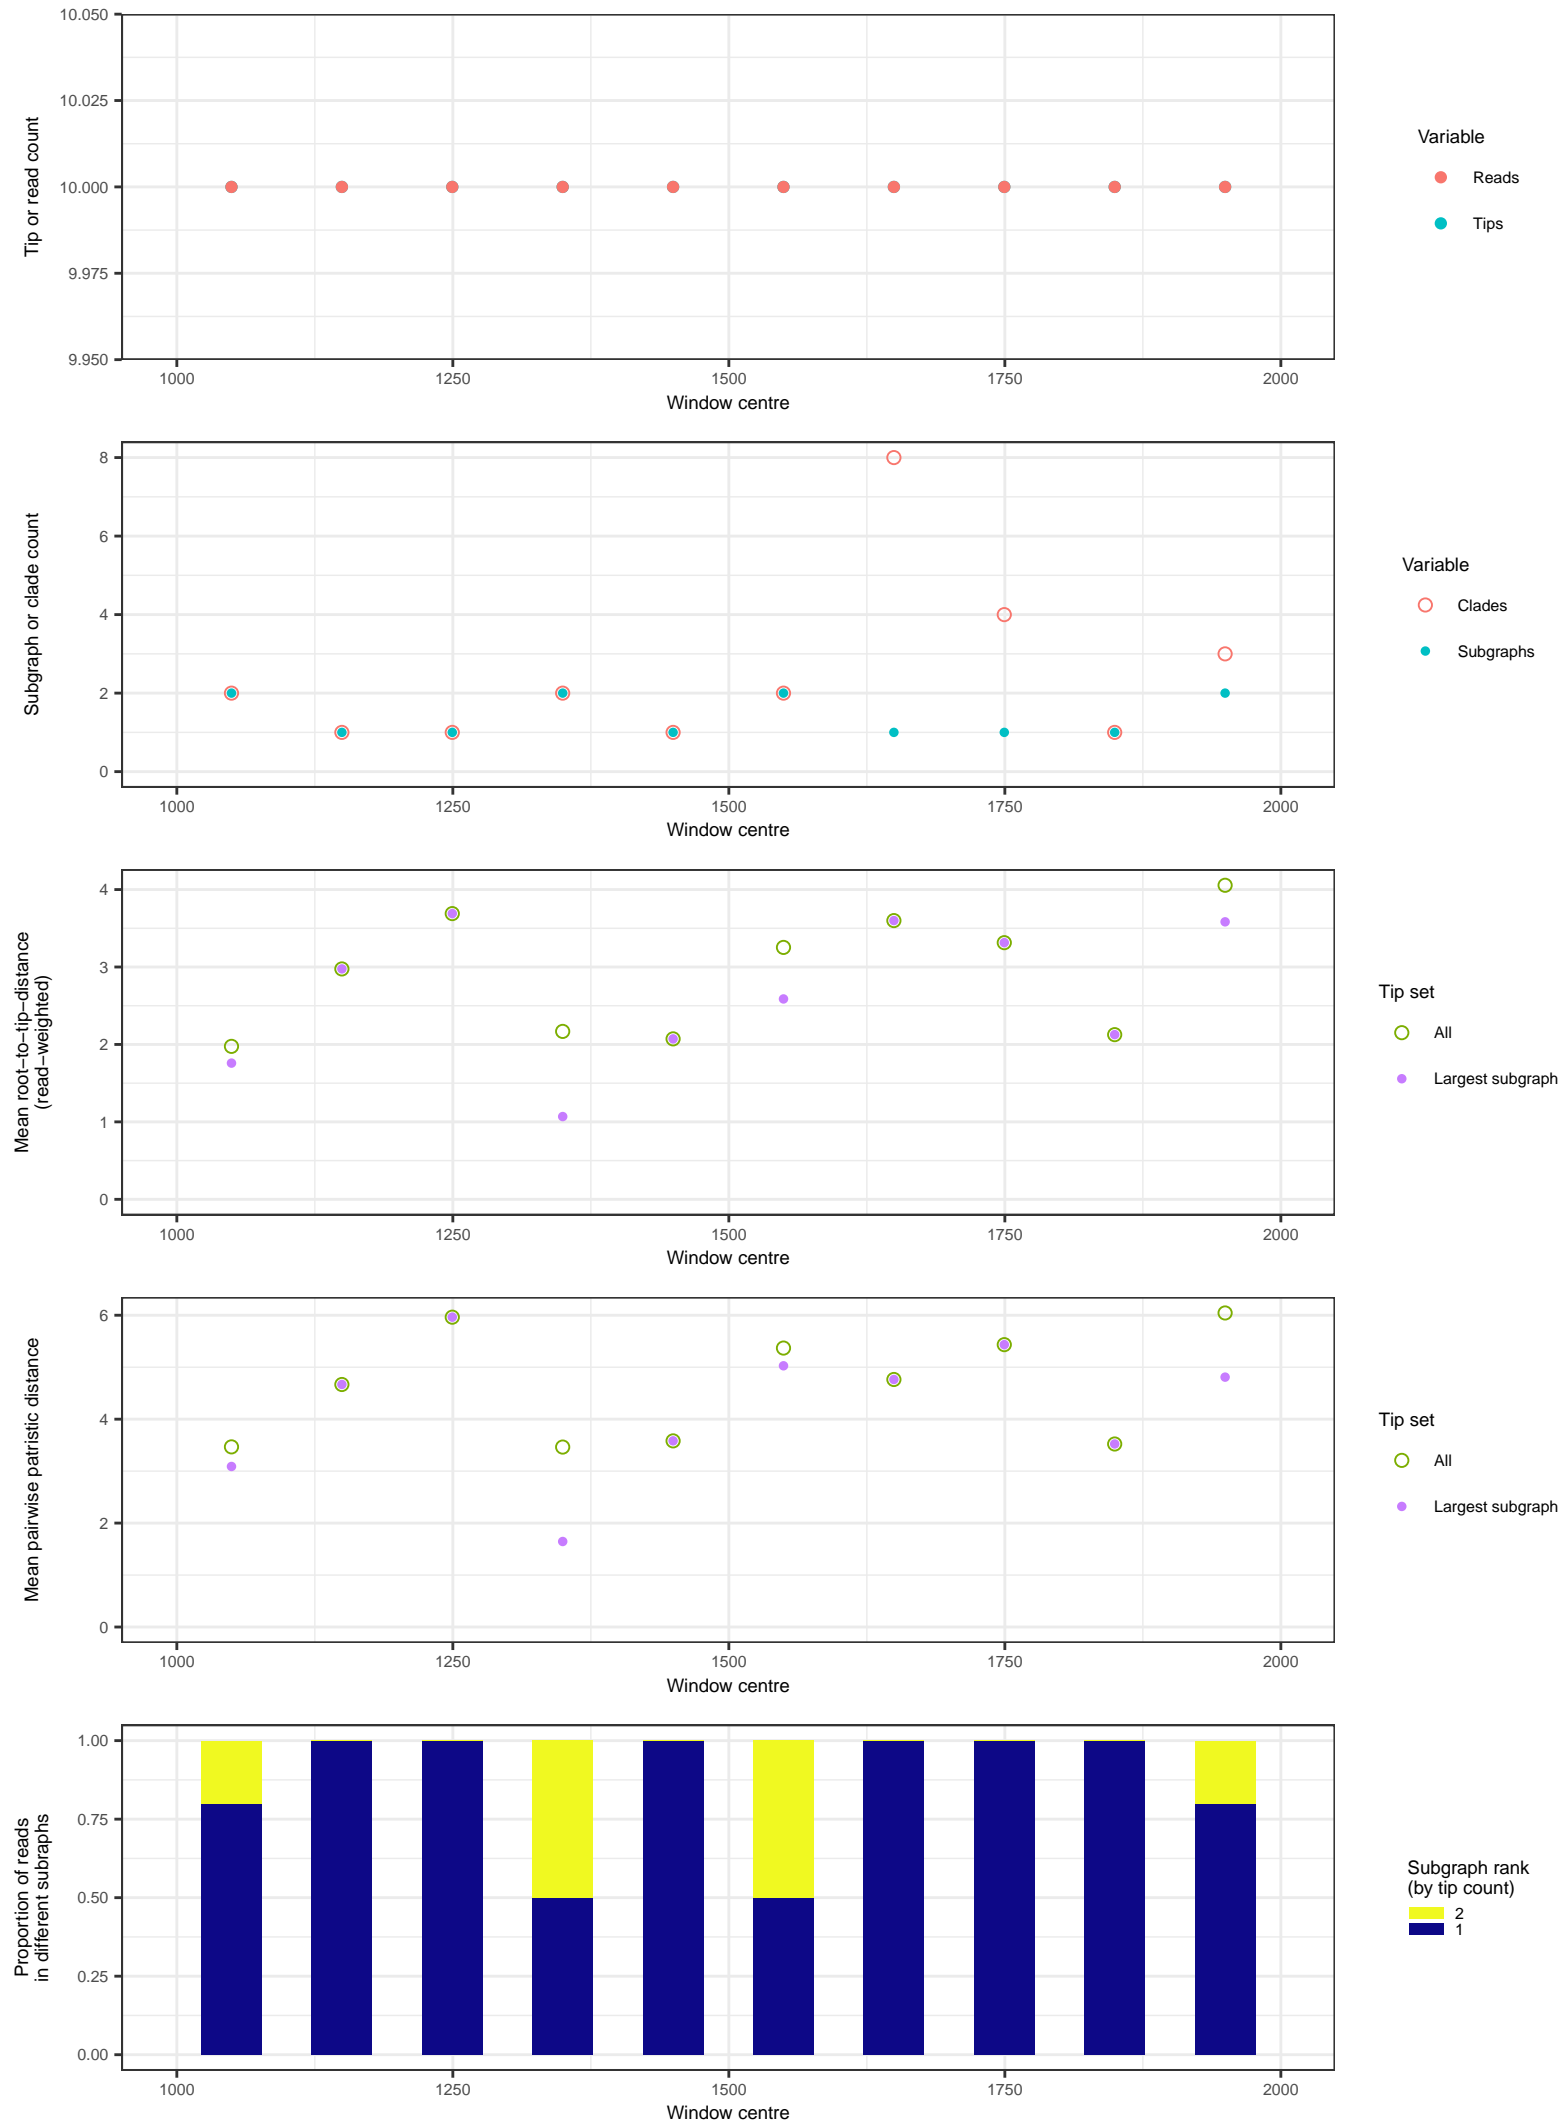 10.050
10.025
10.000
9.975
9.950
Tip or read count
1000 1250 1500 1750 2000
Window centre
Variable
Reads
Tips
8
6
4
2
0
Subgraph or clade count
1000 1250 1500 1750 2000
Window centre
Variable
Clades
Subgraphs
4
3
2
1
0
Mean root−to−tip−distance
(read−weighted)
1000 1250 1500 1750 2000
Window centre
Tip set
All
Largest subgraph
6
4
2
0
Mean pairwise patristic distance
1000 1250 1500 1750 2000
Window centre
Tip set
All
Largest subgraph
1.00
0.75
0.50
0.25
0.00
Proportion of reads
in different subraphs
1000 1250 1500 1750 2000
Window centre
Subgraph rank
(by tip count)
2
1